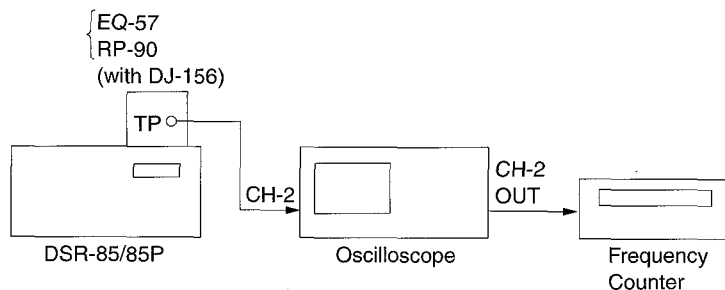 EQ-57
RP-90
(with DJ-156)
TP
CH-2
CH-2
OUT
DSR-85/85P
Oscilloscope
Frequency
Counter